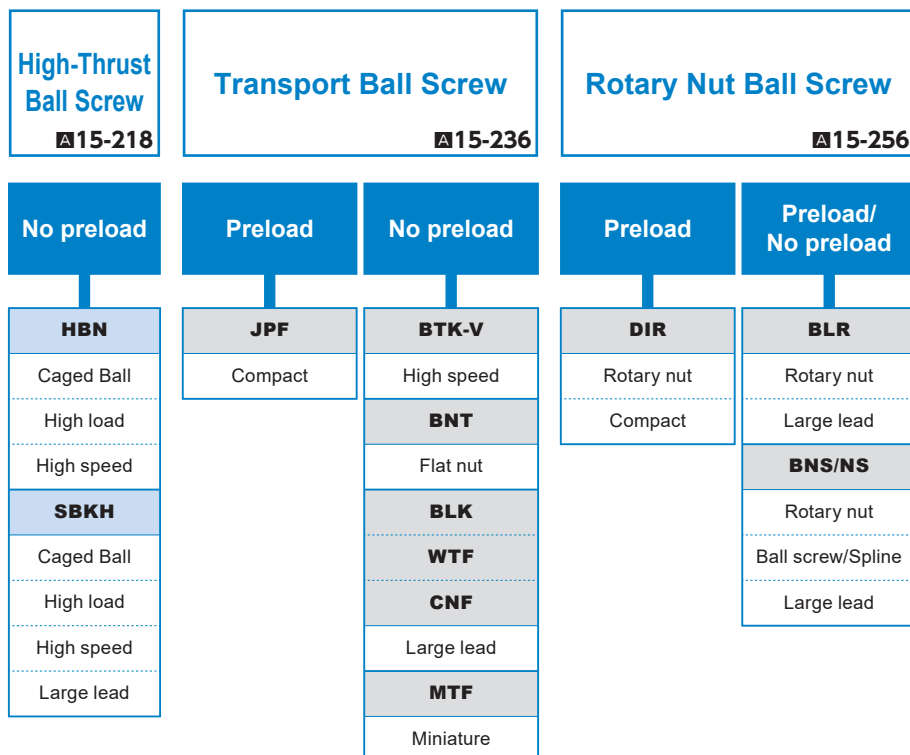 High-Thrust
Ball Screw
A15-218
Transport Ball Screw
A15-236
Rotary Nut Ball Screw
A15-256
No preload
HBN
Caged Ball
High load
High speed
SBKH
Caged Ball
High load
High speed
Large lead
Preload
JPF
Compact
No preload
BTK-V
High speed
BNT
Flat nut
BLK
WTF
CNF
Large lead
MTF
Miniature
Preload
DIR
Rotary nut
Compact
Preload/
No preload
BLR
Rotary nut
Large lead
BNS/NS
Rotary nut
Ball screw/Spline
Large lead